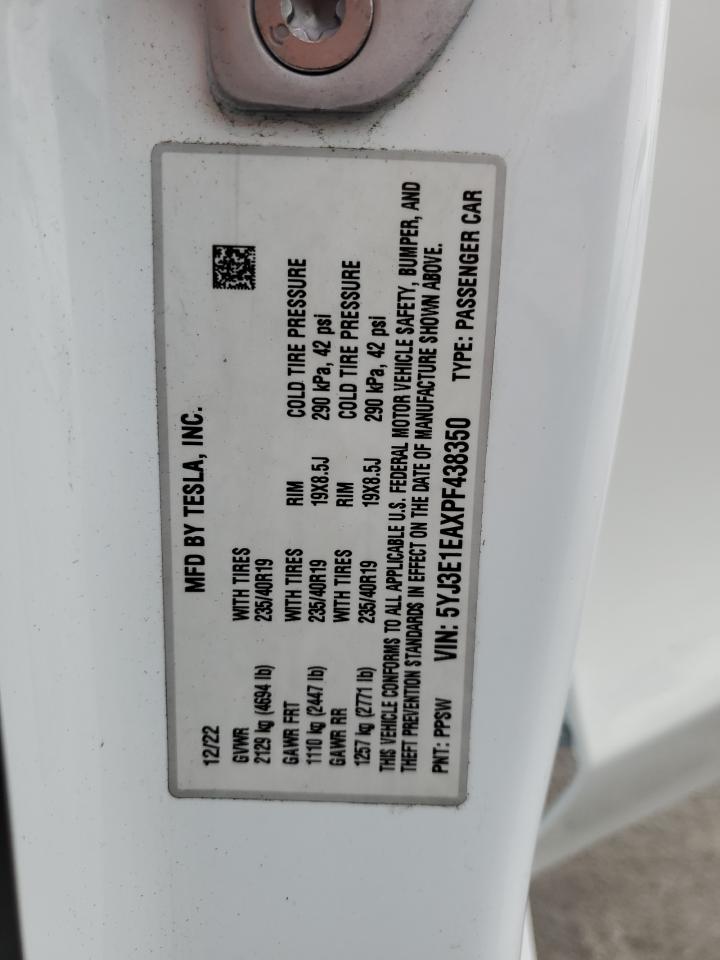 MFD BY TESLA, INC.
12/22
GVWR WITH TIRES
2129 kg (4694 lb) 235/40R19
GAWR FRT WITH TIRES RIM COLD TIRE PRESSURE
1110 kg (2447 lb) 235/40R19 19X8.5J 290 kPa, 42 psi
GAWR RR WITH TIRES RIM COLD TIRE PRESSURE
1257 kg (2771 lb) 235/40R19 19X8.5J 290 kPa, 42 psi
THIS VEHICLE CONFORMS TO ALL APPLICABLE U.S. FEDERAL MOTOR VEHICLE SAFETY, BUMPER, AND
THEFT PREVENTION STANDARDS IN EFFECT ON THE DATE OF MANUFACTURE SHOWN ABOVE.
PNT: PPSW VIN: 5YJ3E1EAXPF438350 TYPE: PASSENGER CAR